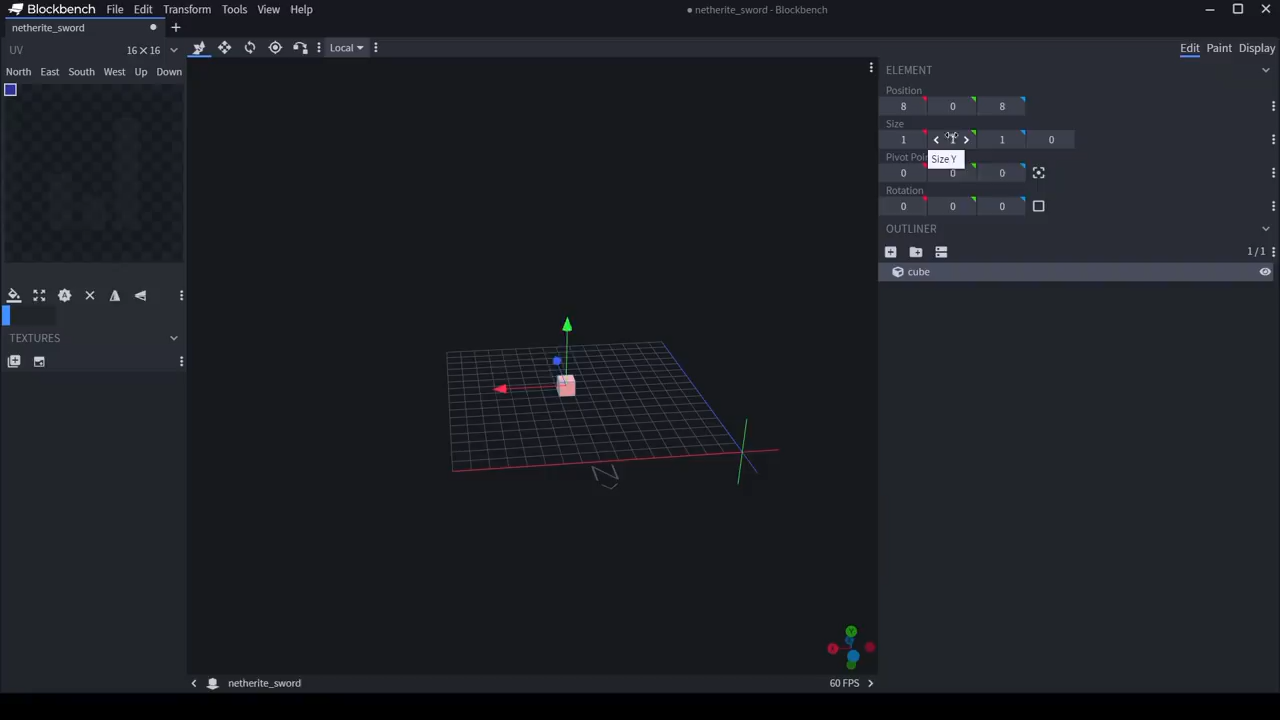 Blockbench File Edit Transform Tools View Help
netherite_sword - Blockbench
netherite_sword
UV 16×16
North East South West Up Down
Local
Edit Paint Display
ELEMENT
Position
8 0 8
Size
1 1 1 0
Size Y
0 0 0
Rotation
0 0 0
OUTLINER
1/1
cube
TEXTURES
N
netherite_sword
60 FPS